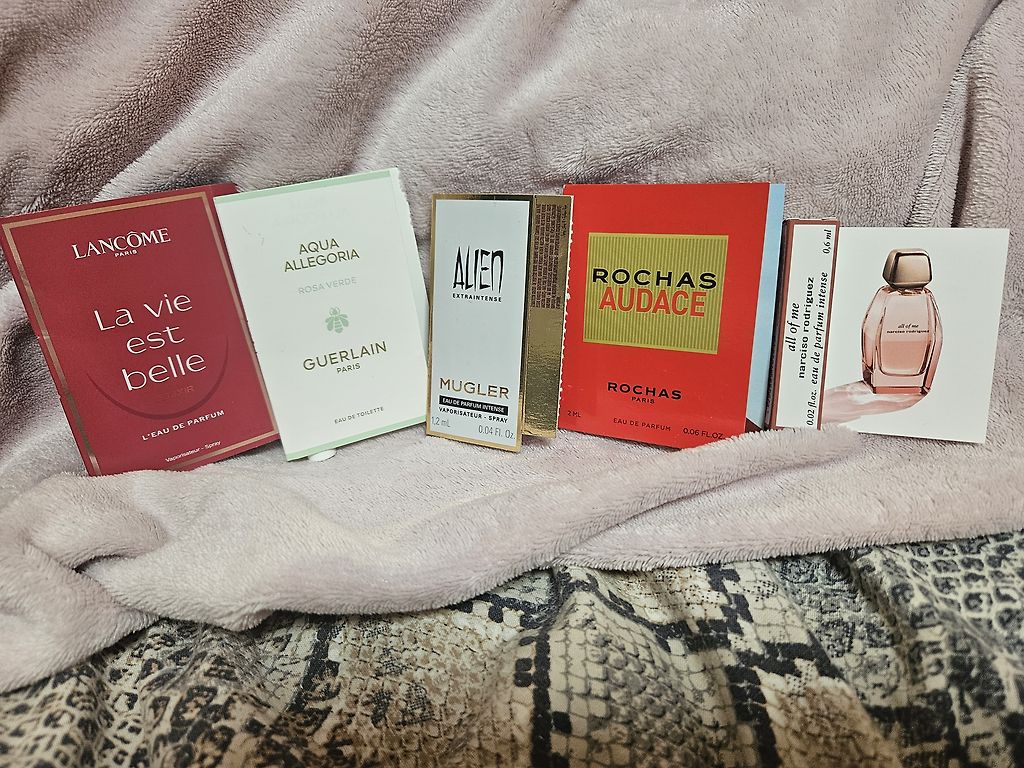 LANCÔME
PARIS
La vie
est
belle
L'EAU DE PARFUM
Vaporisateur - Spray
AQUA
ALLEGORIA
ROSA VERDE
GUERLAIN
PARIS
EAU DE TOILETTE
ALIEN
EXTRAINTENSE
MUGLER
EAU DE PARFUM INTENSE
VAPORISATEUR - SPRAY
1,2 mL 0.04 Fl. Oz.
ROCHAS
AUDACE
ROCHAS
PARIS
2 ML EAU DE PARFUM 0.06 FL.OZ
all of me
narciso rodriguez
0,02 fl.oz. eau de parfum intense 0,6 ml
all of me
narciso rodriguez